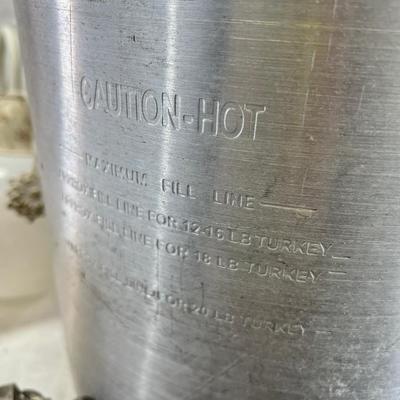 CAUTION-HOT
MAXIMUM FILL LINE
FILL LINE FOR 12-16 LB TURKEY
FILL LINE FOR 18 LB TURKEY
FOR 20 LB TURKEY